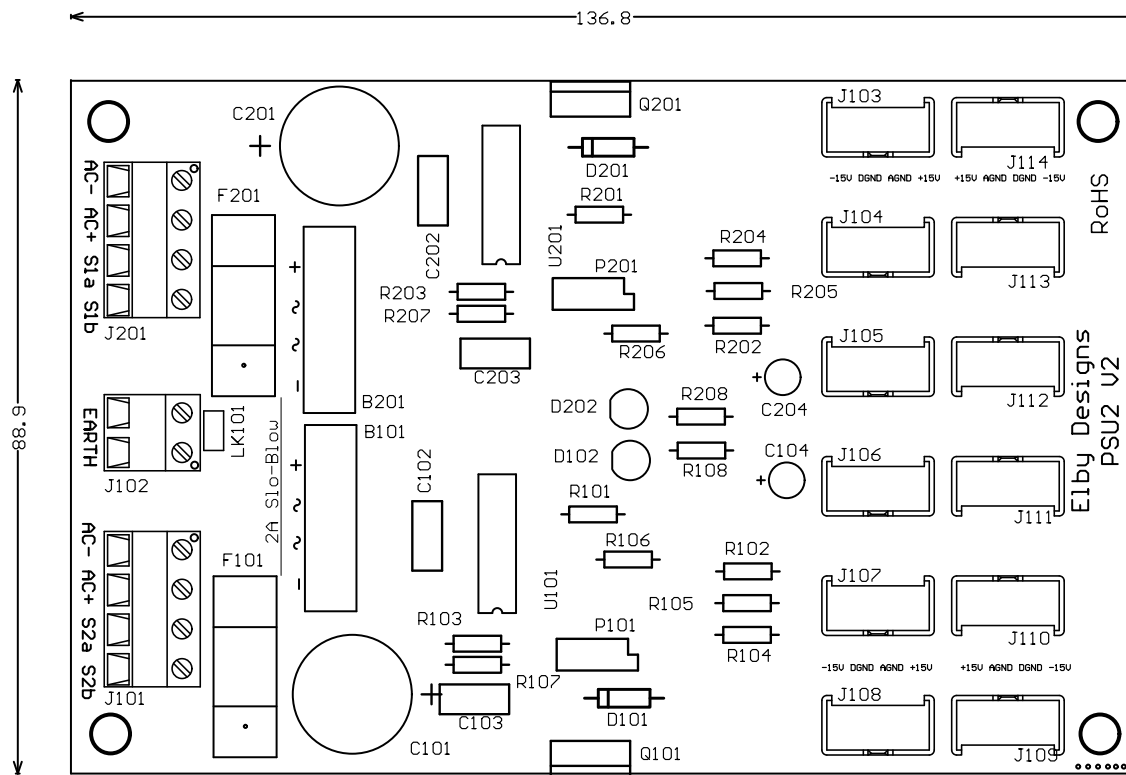 136.8
88.9
C201
+
Q201
J103
J114
D201
-15V DGND AGND +15V
+15V AGND DGND -15V
RoHS
AC- AC+ S1a S1b
J201
F201
C202
R201
U201
J104
J113
R204
P201
R203
R205
R207
R206
R202
C203
+
~
~
-
B201
J105
J112
D202
R208
+
C204
EARTH
J102
LK101
2A Slo-Blow
B101
+
~
~
-
C102
D102
R108
C104
+
J106
J111
Elby Designs
PSU2 V2
R101
R106
R102
AC- AC+ S2a S2b
J101
F101
U101
R105
R103
P101
R104
J107
J110
R107
-15V DGND AGND +15V
+15V AGND DGND -15V
+
C103
C101
D101
Q101
J108
J109